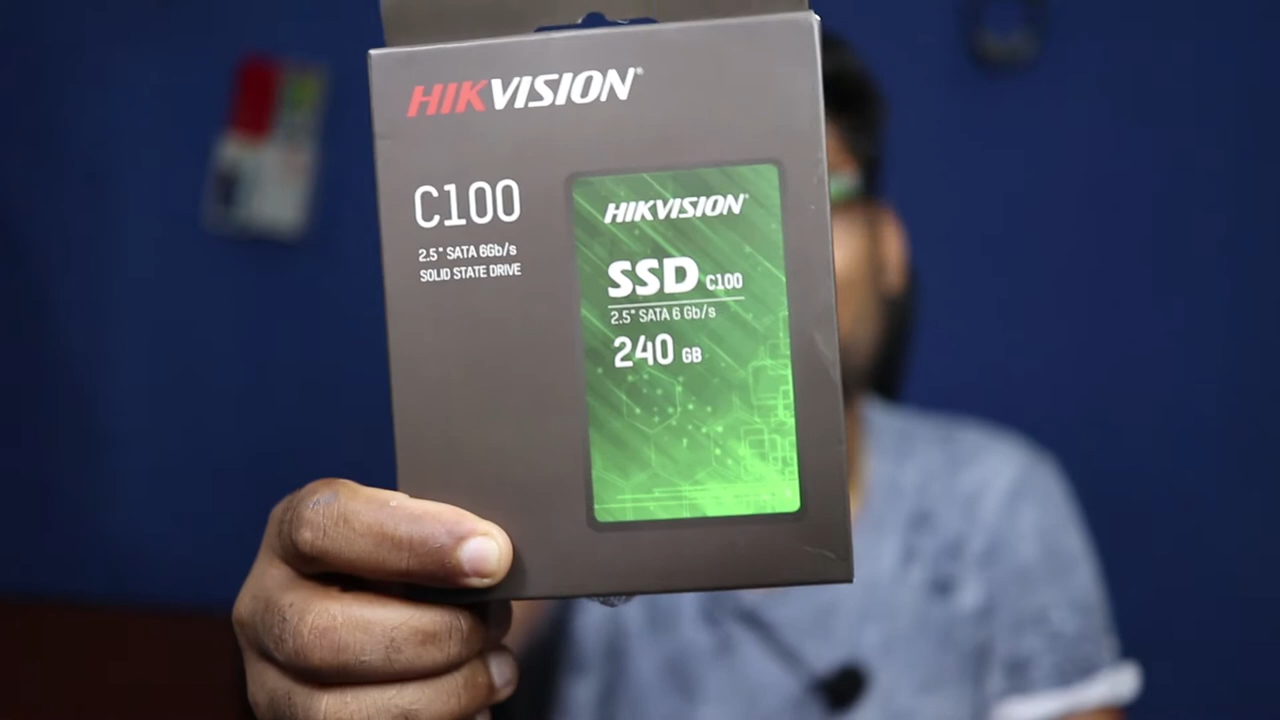 HIKVISION®
C100
2.5" SATA 6Gb/s
SOLID STATE DRIVE
HIKVISION®
SSD C100
2.5" SATA 6 Gb/s
240 GB